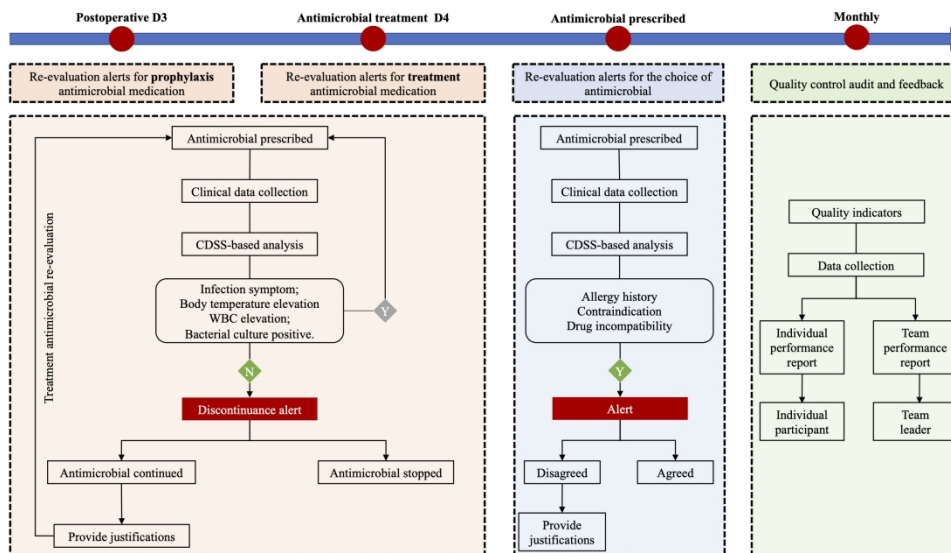 Postoperative D3
Antimicrobial treatment D4
Antimicrobial prescribed
Monthly
Re-evaluation alerts for prophylaxis
antimicrobial medication
Re-evaluation alerts for treatment
antimicrobial medication
Re-evaluation alerts for the choice of
antimicrobial
Quality control audit and feedback
Treatment antimicrobial re-evaluation
Antimicrobial prescribed
Clinical data collection
CDSS-based analysis
Infection symptom;
Body temperature elevation
WBC elevation;
Bacterial culture positive.
Y
N
Discontinuance alert
Antimicrobial continued
Antimicrobial stopped
Provide justifications
Antimicrobial prescribed
Clinical data collection
CDSS-based analysis
Allergy history
Contraindication
Drug incompatibility
Y
Alert
Disagreed
Agreed
Provide
justifications
Quality indicators
Data collection
Individual
performance
report
Team
performance
report
Individual
participant
Team
leader